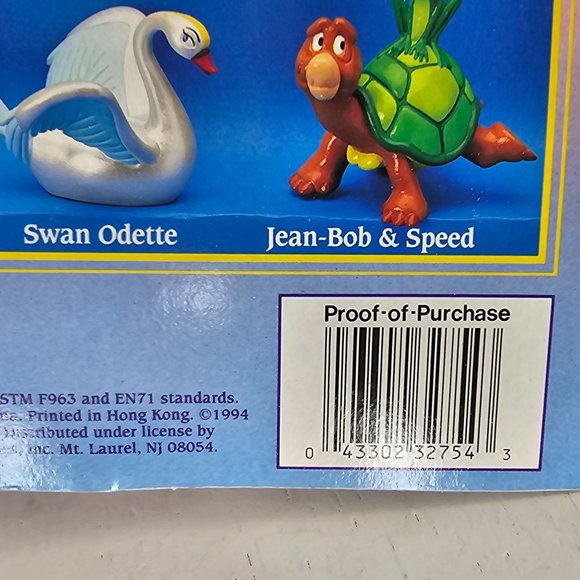 Swan Odette
Jean-Bob & Speed
Proof-of-Purchase
STM F963 and EN71 standards.
Printed in Hong Kong. ©1994
Distributed under license by
Inc. Mt. Laurel, NJ 08054.
0 43302 32754 3